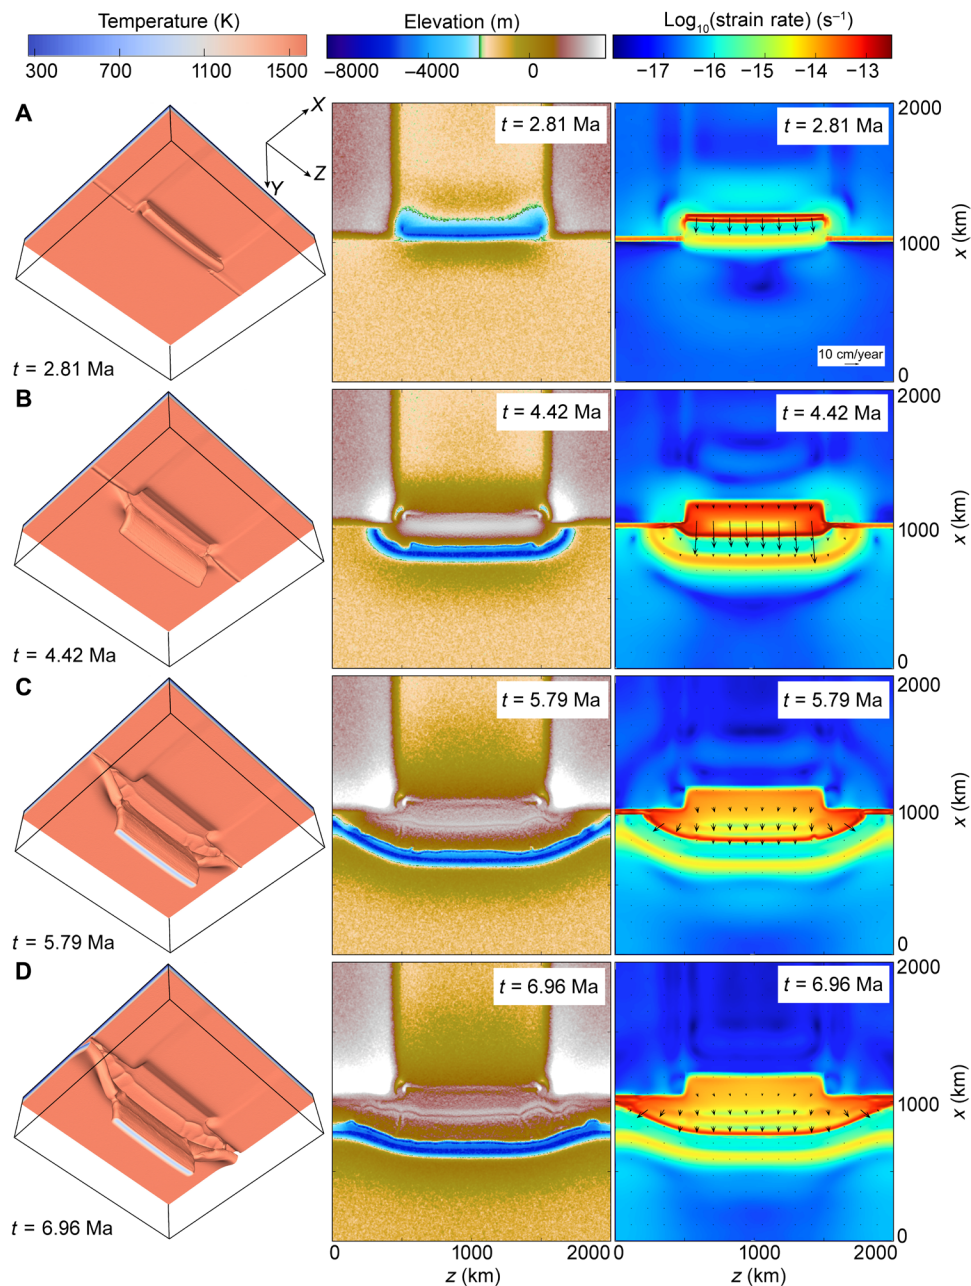 Temperature (K)
300 700 1100 1500
Elevation (m)
−8000 −4000 0
Log10(strain rate) (s−1)
−17 −16 −15 −14 −13
A
X
Z
Y
t = 2.81 Ma
t = 2.81 Ma
t = 2.81 Ma
10 cm/year
2000
1000
0
x (km)
B
t = 4.42 Ma
t = 4.42 Ma
t = 4.42 Ma
2000
1000
0
x (km)
C
t = 5.79 Ma
t = 5.79 Ma
t = 5.79 Ma
2000
1000
0
x (km)
D
t = 6.96 Ma
t = 6.96 Ma
t = 6.96 Ma
2000
1000
0
x (km)
0 1000 2000
z (km)
0 1000 2000
z (km)